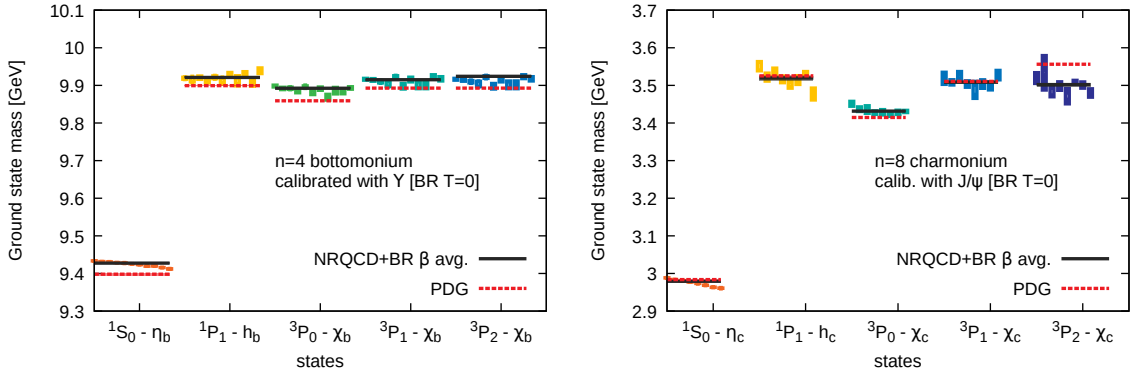 Ground state mass [GeV]
10.1
10
9.9
9.8
9.7
9.6
9.5
9.4
9.3
n=4 bottomonium
calibrated with Υ [BR T=0]
NRQCD+BR β avg.
PDG
¹S₀ - η_b ¹P₁ - h_b ³P₀ - χ_b ³P₁ - χ_b ³P₂ - χ_b
states
Ground state mass [GeV]
3.7
3.6
3.5
3.4
3.3
3.2
3.1
3
2.9
n=8 charmonium
calib. with J/ψ [BR T=0]
NRQCD+BR β avg.
PDG
¹S₀ - η_c ¹P₁ - h_c ³P₀ - χ_c ³P₁ - χ_c ³P₂ - χ_c
states